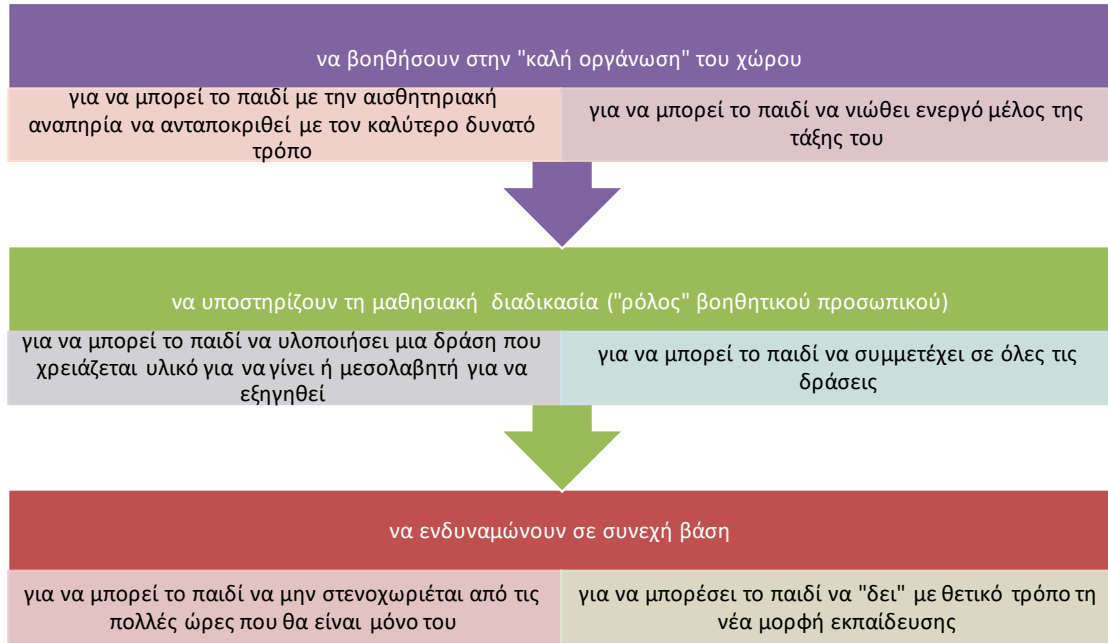 να βοηθήσουν στην "καλή οργάνωση" του χώρου
για να μπορεί το παιδί με την αισθητηριακή
αναπηρία να ανταποκριθεί με τον καλύτερο δυνατό
τρόπο
για να μπορεί το παιδί να νιώθει ενεργό μέλος της
τάξης του
να υποστηρίζουν τη μαθησιακή διαδικασία ("ρόλος" βοηθητικού προσωπικού)
για να μπορεί το παιδί να υλοποιήσει μια δράση που
χρειάζεται υλικό για να γίνει ή μεσολαβητή για να
εξηγηθεί
για να μπορεί το παιδί να συμμετέχει σε όλες τις
δράσεις
να ενδυναμώνουν σε συνεχή βάση
για να μπορεί το παιδί να μην στενοχωριέται από τις
πολλές ώρες που θα είναι μόνο του
για να μπορέσει το παιδί να "δει" με θετικό τρόπο τη
νέα μορφή εκπαίδευσης